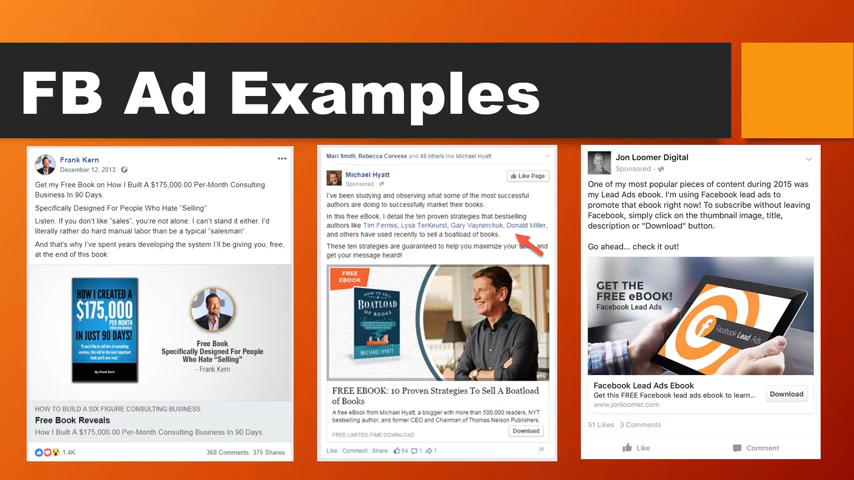 FB Ad Examples
Frank Kern
December 12, 2013
Get my Free Book on How I Built A $175,000.00 Per-Month Consulting
Business in 90 Days.
Specifically Designed For People Who Hate "Selling"
Listen. If you don't like "sales", you're not alone. I can't stand it either. I'd
literally rather do hard manual labor than be a typical "salesman".
And that's why I've spent years developing the system I'll be giving you, free,
at the end of this book.
HOW I CREATED A
$175,000
PER MONTH
IN JUST 90 DAYS!
By Frank Kern
Free Book
Specifically Designed For People
Who Hate "Selling"
- Frank Kern
HOW TO BUILD A SIX FIGURE CONSULTING BUSINESS
Free Book Reveals
How I Built A $175,000.00 Per-Month Consulting Business In 90 Days.
1.4K 368 Comments 375 Shares
Mari Smith, Rebecca Corvese and 48 others like Michael Hyatt
Michael Hyatt
Sponsored
Like Page
I've been studying and observing what some of the most successful
authors are doing to successfully market their books.
In this free eBook, I detail the ten proven strategies that bestselling
authors like Tim Ferriss, Lysa TerKeurst, Gary Vaynerchuk, Donald Miller,
and others have used recently to sell a boatload of books.
These ten strategies are guaranteed to help you maximize your and
get your message heard!
FREE
EBOOK
HOW TO SELL A
BOATLOAD
OF BOOKS
MICHAEL HYATT
FREE EBOOK: 10 Proven Strategies To Sell A Boatload
of Books
A free eBook from Michael Hyatt, a blogger with more than 500,000 readers, NYT
bestselling author, and former CEO and Chairman of Thomas Nelson Publishers.
FREE LIMITED-TIME DOWNLOAD
Download
Like Comment Share 54 1 1
Jon Loomer Digital
Sponsored
One of my most popular pieces of content during 2015 was
my Lead Ads ebook. I'm using Facebook lead ads to
promote that ebook right now! To subscribe without leaving
Facebook, simply click on the thumbnail image, title,
description or "Download" button.
Go ahead... check it out!
GET THE
FREE eBOOK!
Facebook Lead Ads
f Facebook Lead Ads
Facebook Lead Ads Ebook
Get this FREE Facebook lead ads ebook to learn...
www.jonloomer.com
Download
51 Likes 3 Comments
Like Comment